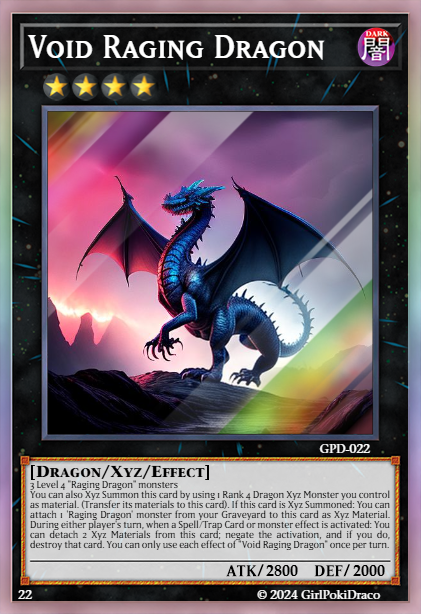 Void Raging Dragon
DARK
闇
GPD-022
[Dragon/Xyz/Effect]
3 Level 4 "Raging Dragon" monsters
You can also Xyz Summon this card by using 1 Rank 4 Dragon Xyz Monster you control
as material. (Transfer its materials to this card). If this card is Xyz Summoned: You can
attach 1 'Raging Dragon' monster from your Graveyard to this card as Xyz Material.
During either player's turn, when a Spell/Trap Card or monster effect is activated: You
can detach 2 Xyz Materials from this card; negate the activation, and if you do,
destroy that card. You can only use each effect of "Void Raging Dragon" once per turn.
ATK/2800 DEF/2000
22 © 2024 GirlPokiDraco